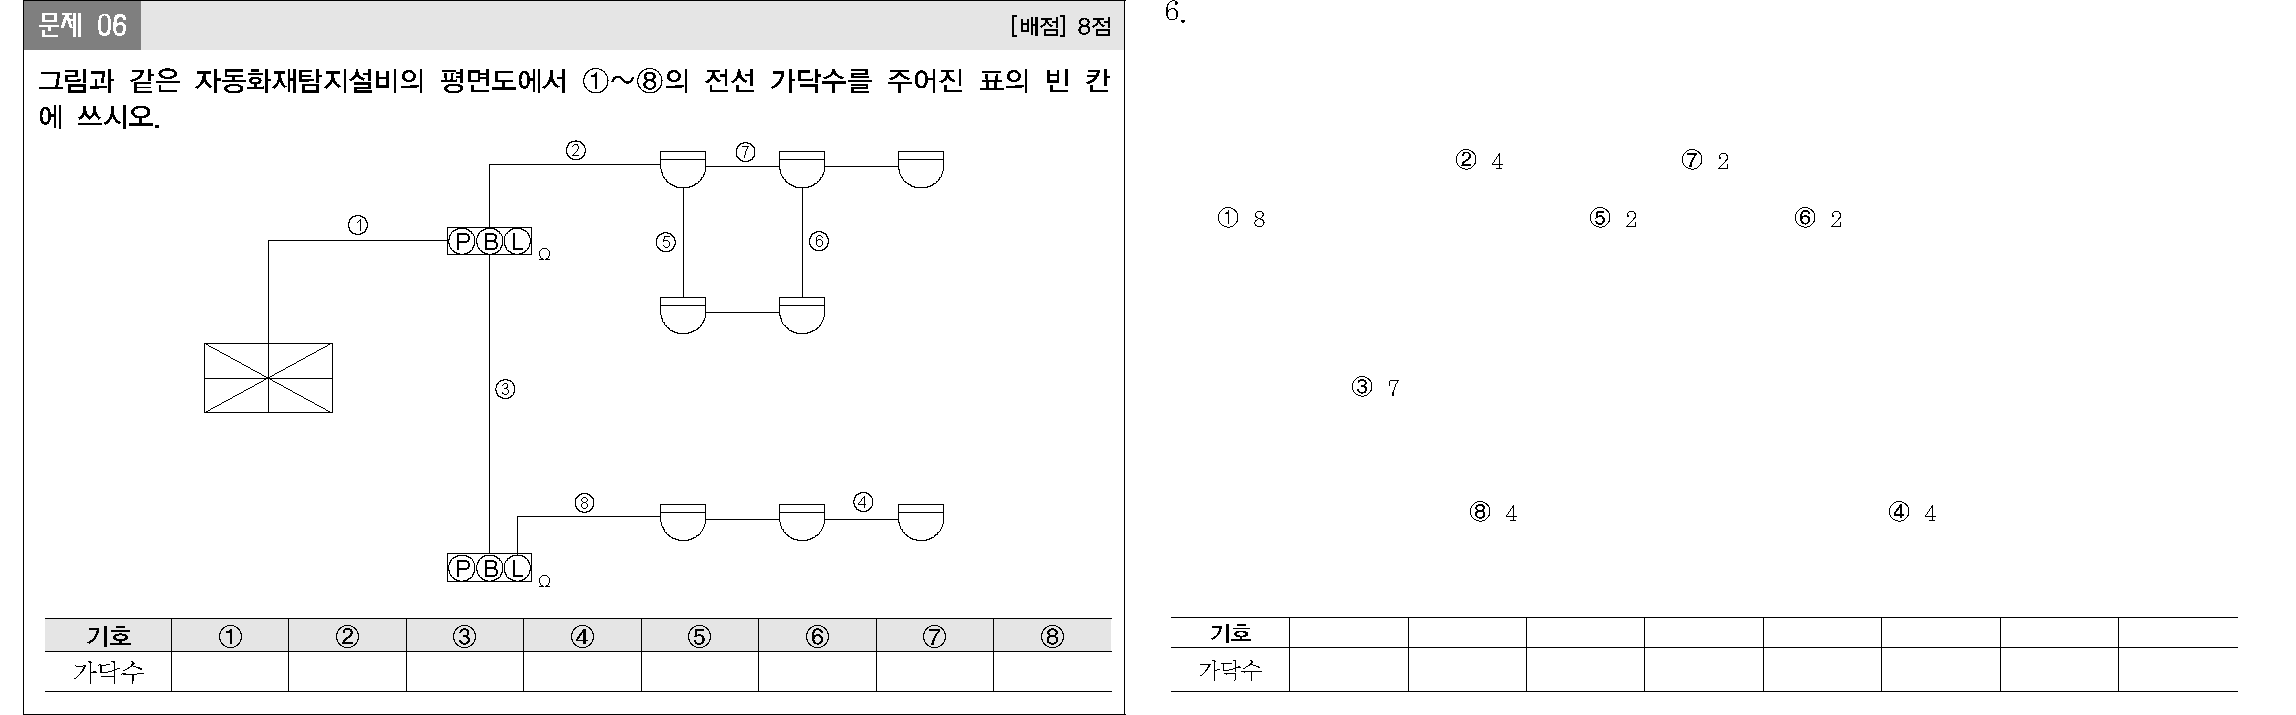 문제 06
[배점] 8점
그림과 같은 자동화재탐지설비의 평면도에서 ①~⑧의 전선 가닥수를 주어진 표의 빈 칸
에 쓰시오.
② ⑦
①
P B L Ω
⑤ ⑥
③
⑧ ④
P B L Ω
기호 ① ② ③ ④ ⑤ ⑥ ⑦ ⑧
가닥수
6.
② 4 ⑦ 2
① 8 ⑤ 2 ⑥ 2
③ 7
⑧ 4 ④ 4
기호
가닥수